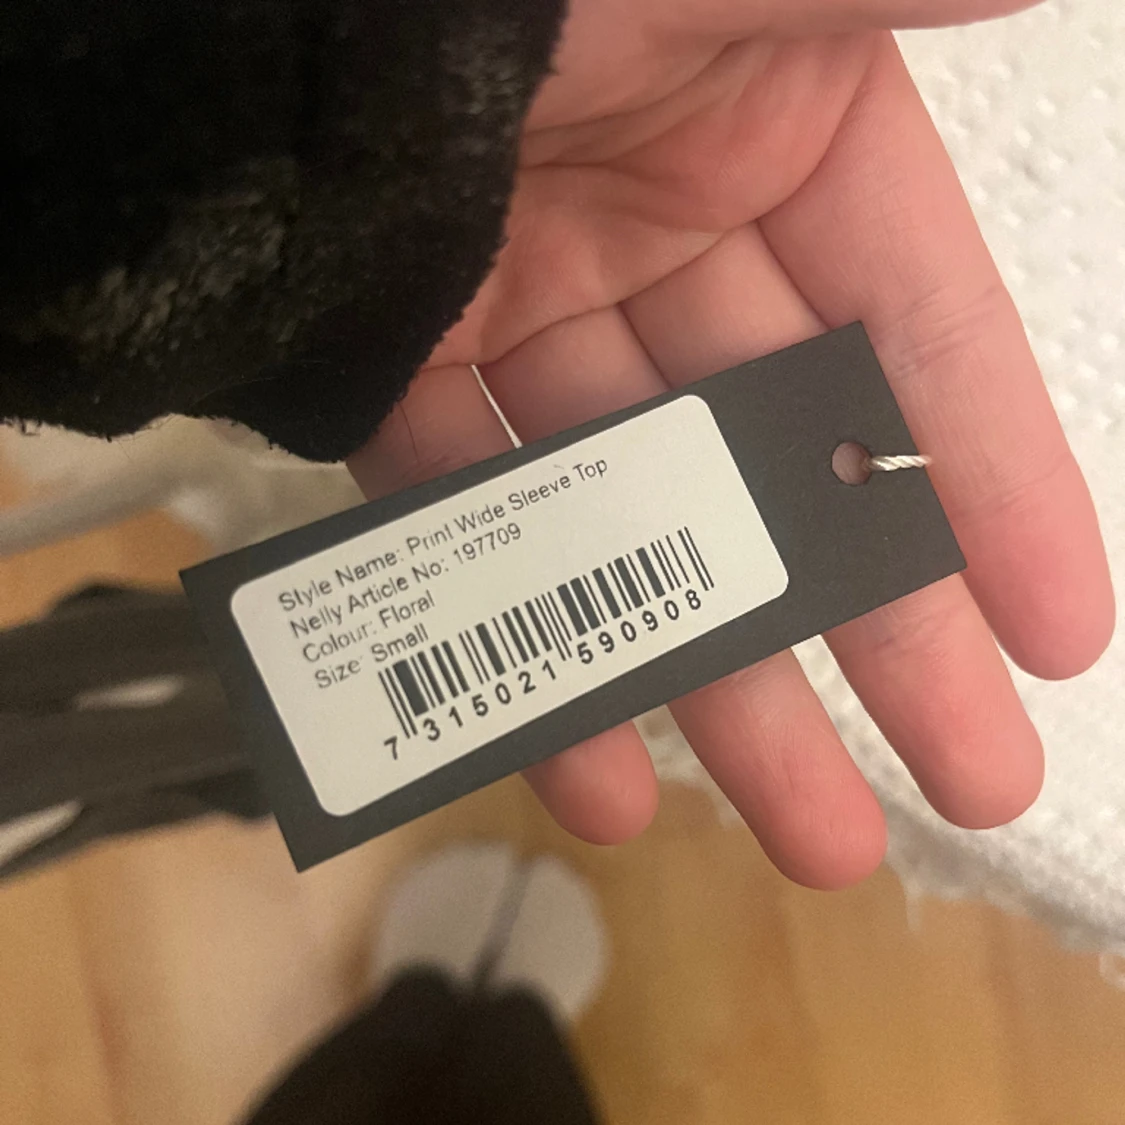 Style Name: Print Wide Sleeve Top
Nelly Article No: 197709
Colour: Floral
Size: Small
7 315021 590908